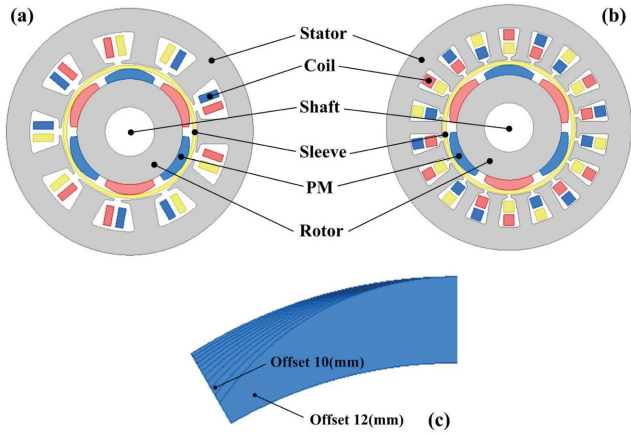 (a)
(b)
Stator
Coil
Shaft
Sleeve
PM
Rotor
Offset 10(mm)
Offset 12(mm)
(c)